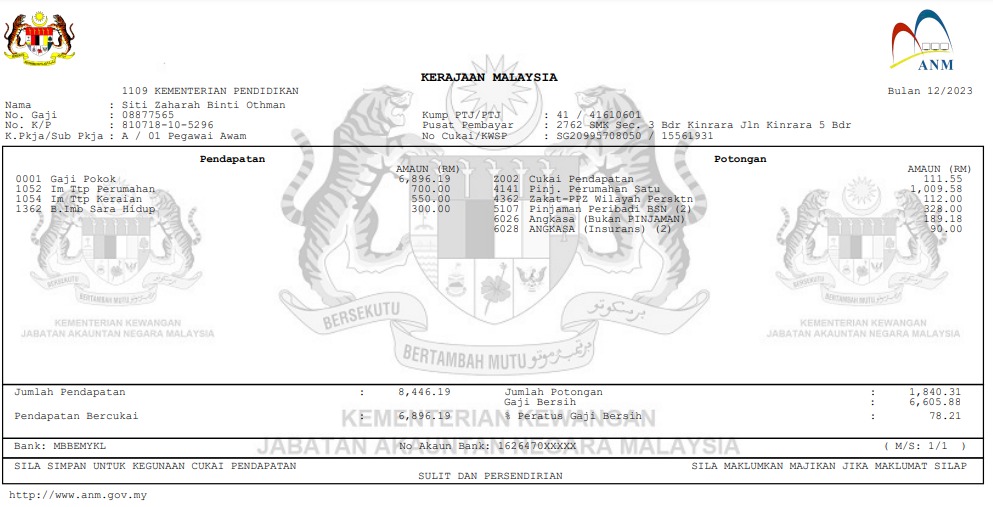 ANM
KERAJAAN MALAYSIA
1109 KEMENTERIAN PENDIDIKAN
Bulan 12/2023
Nama : Siti Zaharah Binti Othman
No. Gaji : 08877565 Kump PTJ/PTJ : 41 / 41610601
No. K/P : 810718-10-5296 Pusat Pembayar : 2762 SMK Sec. 3 Bdr Kinrara Jln Kinrara 5 Bdr
K.Pkja/Sub Pkja : A / 01 Pegawai Awam No Cukai/KWSP : SG20995708050 / 15561931
Pendapatan Potongan
AMAUN (RM) AMAUN (RM)
0001 Gaji Pokok 6,896.19 Z002 Cukai Pendapatan 111.55
1052 Im Ttp Perumahan 700.00 4141 Pinj. Perumahan Satu 1,009.58
1054 Im Ttp Keraian 550.00 4362 Zakat-PPZ Wilayah Persktn 112.00
1362 B.Imb Sara Hidup 300.00 5107 Pinjaman Peribadi BSN (2) 328.00
6026 Angkasa (Bukan PINJAMAN) 189.18
6028 ANGKASA (Insurans) (2) 90.00
BERSEKUTU
BERTAMBAH MUTU
KEMENTERIAN KEWANGAN
JABATAN AKAUNTAN NEGARA MALAYSIA
BERSEKUTU
BERTAMBAH MUTU
BERSEKUTU
BERTAMBAH MUTU
KEMENTERIAN KEWANGAN
JABATAN AKAUNTAN NEGARA MALAYSIA
Jumlah Pendapatan : 8,446.19 Jumlah Potongan : 1,840.31
Gaji Bersih : 6,605.88
Pendapatan Bercukai : 6,896.19 % Peratus Gaji Bersih : 78.21
KEMENTERIAN KEWANGAN
Bank: MBBEMYKL No Akaun Bank: 1626470XXXXX ( M/S: 1/1 )
JABATAN AKAUNTAN NEGARA MALAYSIA
SILA SIMPAN UNTUK KEGUNAAN CUKAI PENDAPATAN SILA MAKLUMKAN MAJIKAN JIKA MAKLUMAT SILAP
SULIT DAN PERSENDIRIAN
http://www.anm.gov.my